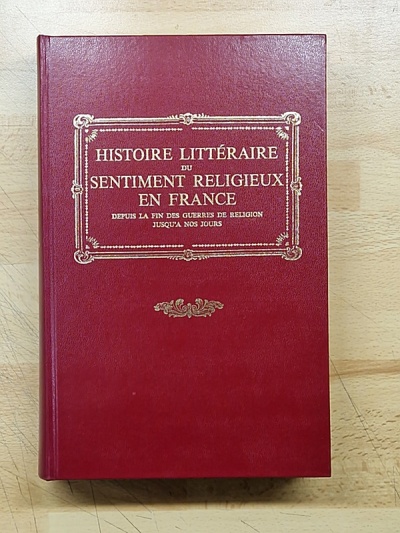 HISTOIRE LITTÉRAIRE
DU
SENTIMENT RELIGIEUX
EN FRANCE
DEPUIS LA FIN DES GUERRES DE RELIGION
JUSQU'A NOS JOURS